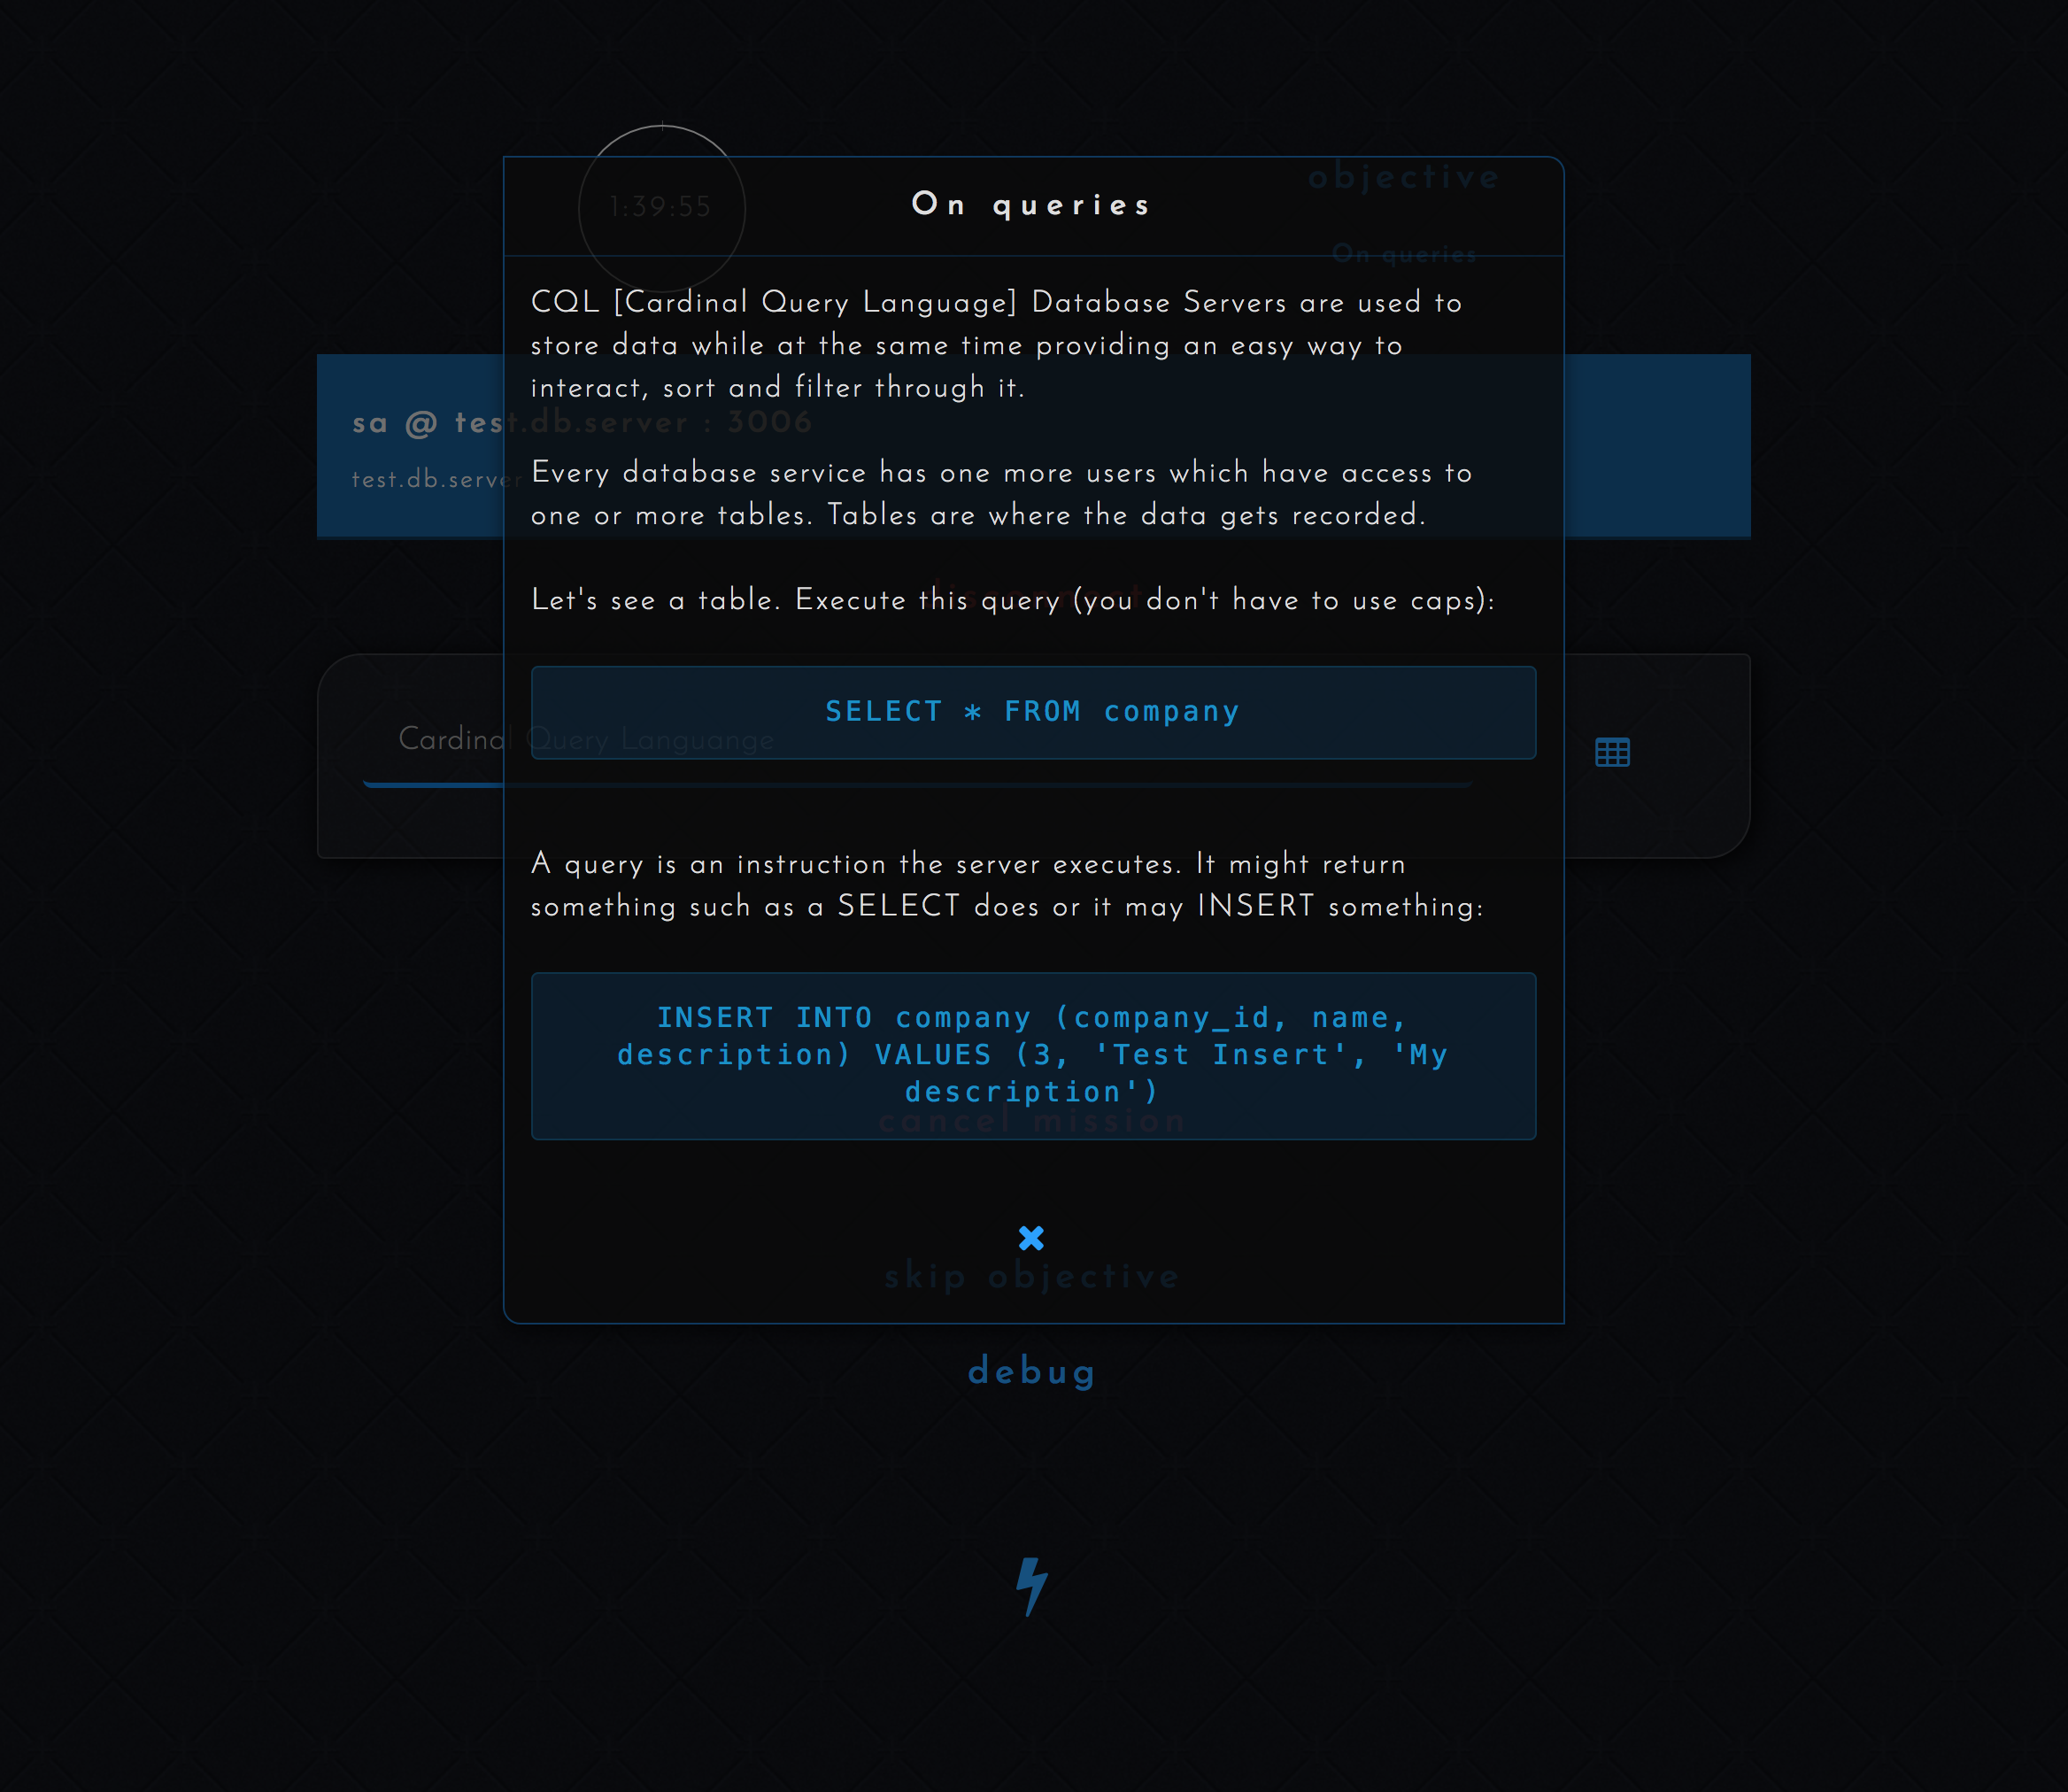 objective
1:39:55
On queries
On queries
CQL [Cardinal Query Language] Database Servers are used to
store data while at the same time providing an easy way to
interact, sort and filter through it.
sa @ test.db.server : 3006
test.db.server
Every database service has one more users which have access to
one or more tables. Tables are where the data gets recorded.
Let's see a table. Execute this query (you don't have to use caps):
SELECT * FROM company
Cardinal Query Languange
A query is an instruction the server executes. It might return
something such as a SELECT does or it may INSERT something:
INSERT INTO company (company_id, name,
description) VALUES (3, 'Test Insert', 'My
description')
cancel mission
skip objective
debug